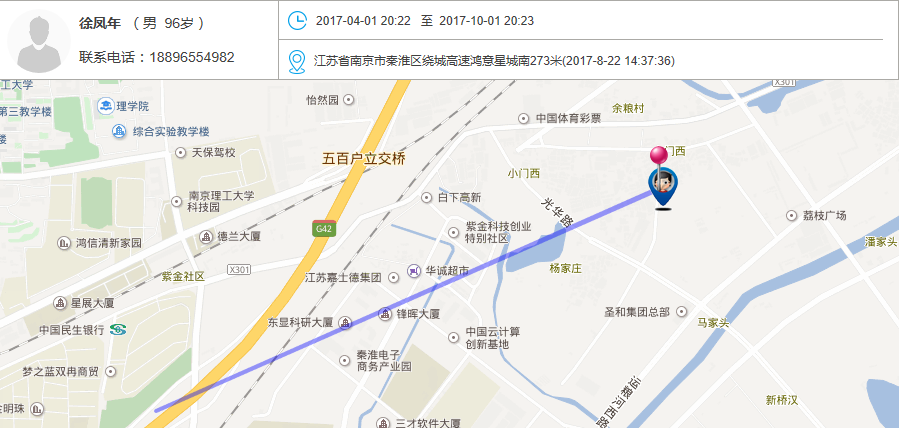 徐凤年 （ 男 96岁 ）
联系电话：18896554982
2017-04-01 20:22 至 2017-10-01 20:23
江苏省南京市秦淮区绕城高速鸿意星城南273米(2017-8-22 14:37:36)
工大学
X301
理学院
怡然园
余粮村
第三教学楼
中国体育彩票
综合实验教学楼
天保驾校
五百户立交桥
门西
小门西
南京理工大学
科技园
白下高新
光华路
荔枝广场
G42
紫金科技创业
特别社区
德兰大厦
鸿信清新家园
潘家头
X301
紫金社区
江苏嘉士德集团
华诚超市
杨家庄
星展大厦
锋晖大厦
圣和集团总部
东显科研大厦
马家头
中国民生银行
中国云计算
创新基地
秦淮电子
商务产业园
梦之蓝双冉商贸
运粮河西路
新桥汊
金明珠
三才软件大厦